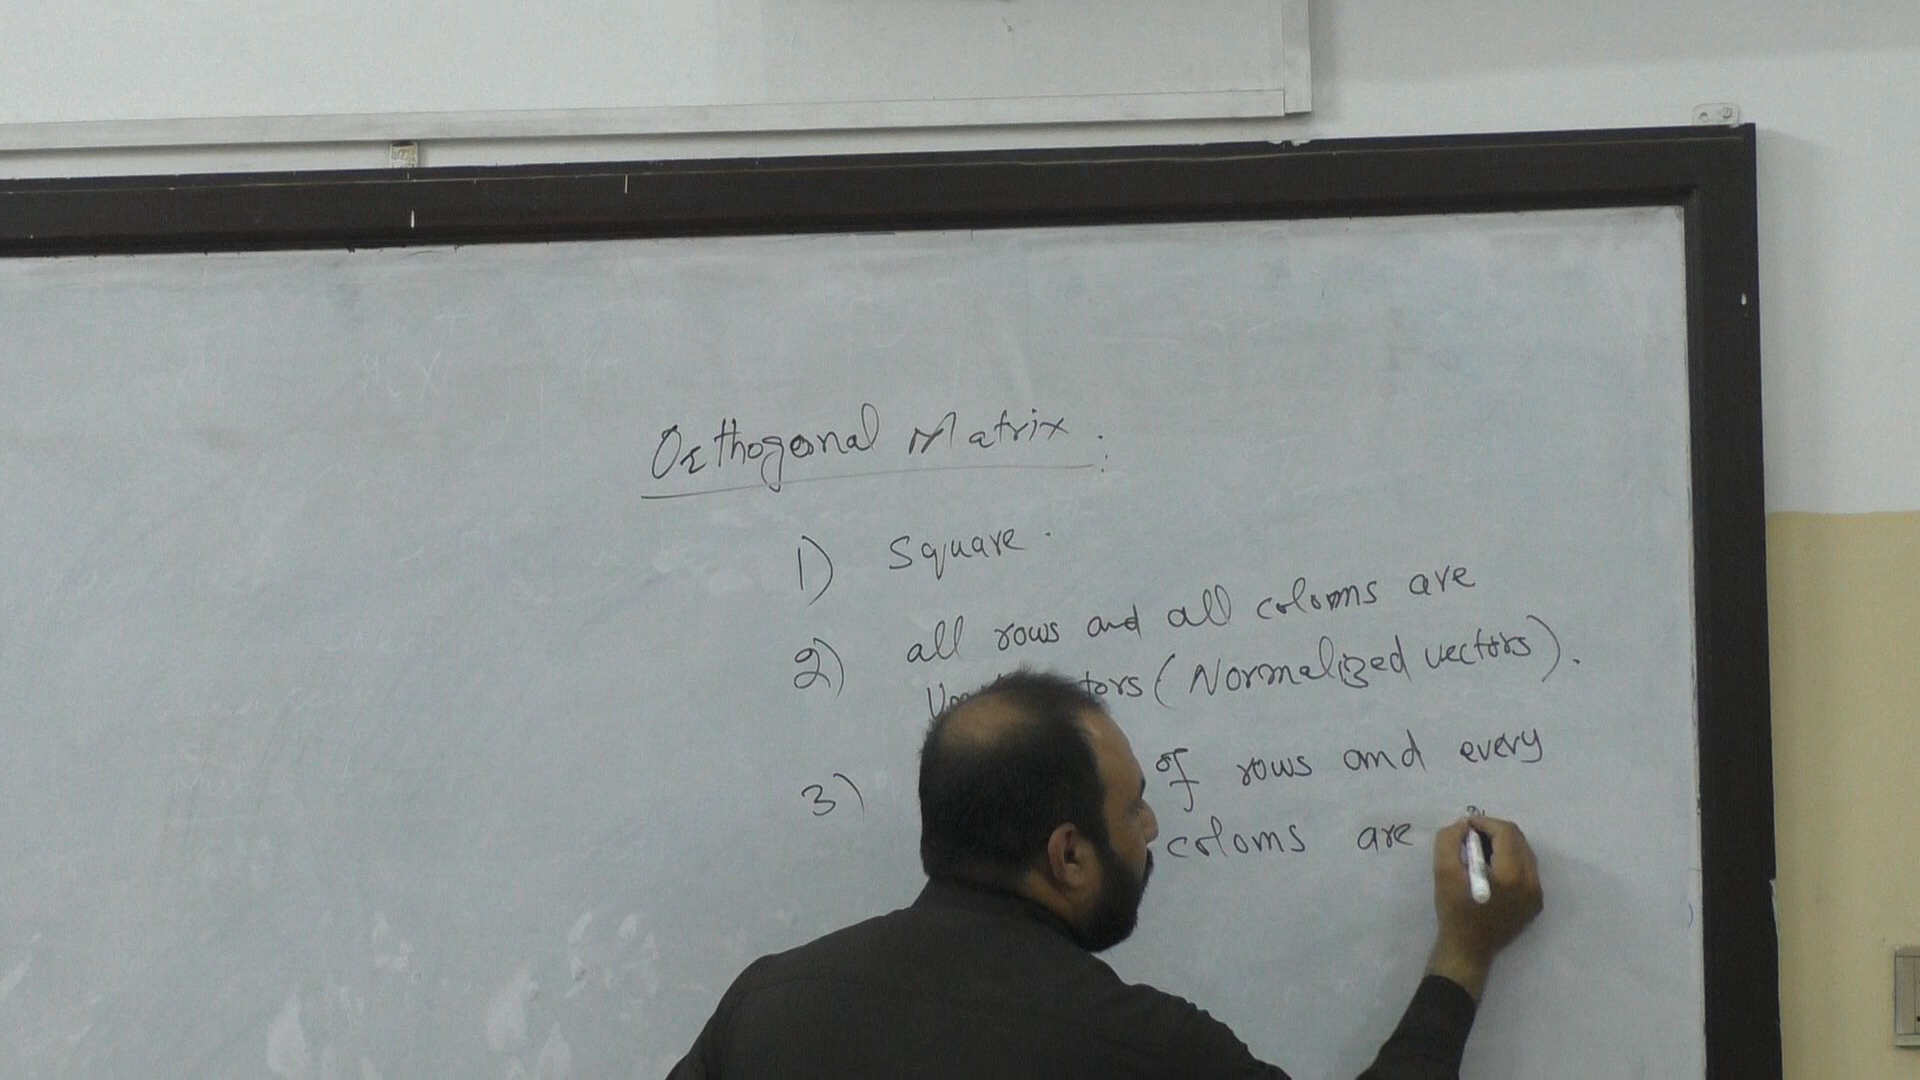 Orthogonal Matrix:
1) Square.
2) all rows and all coloms are
(Normalized vectors).
3) of rows and every
coloms are